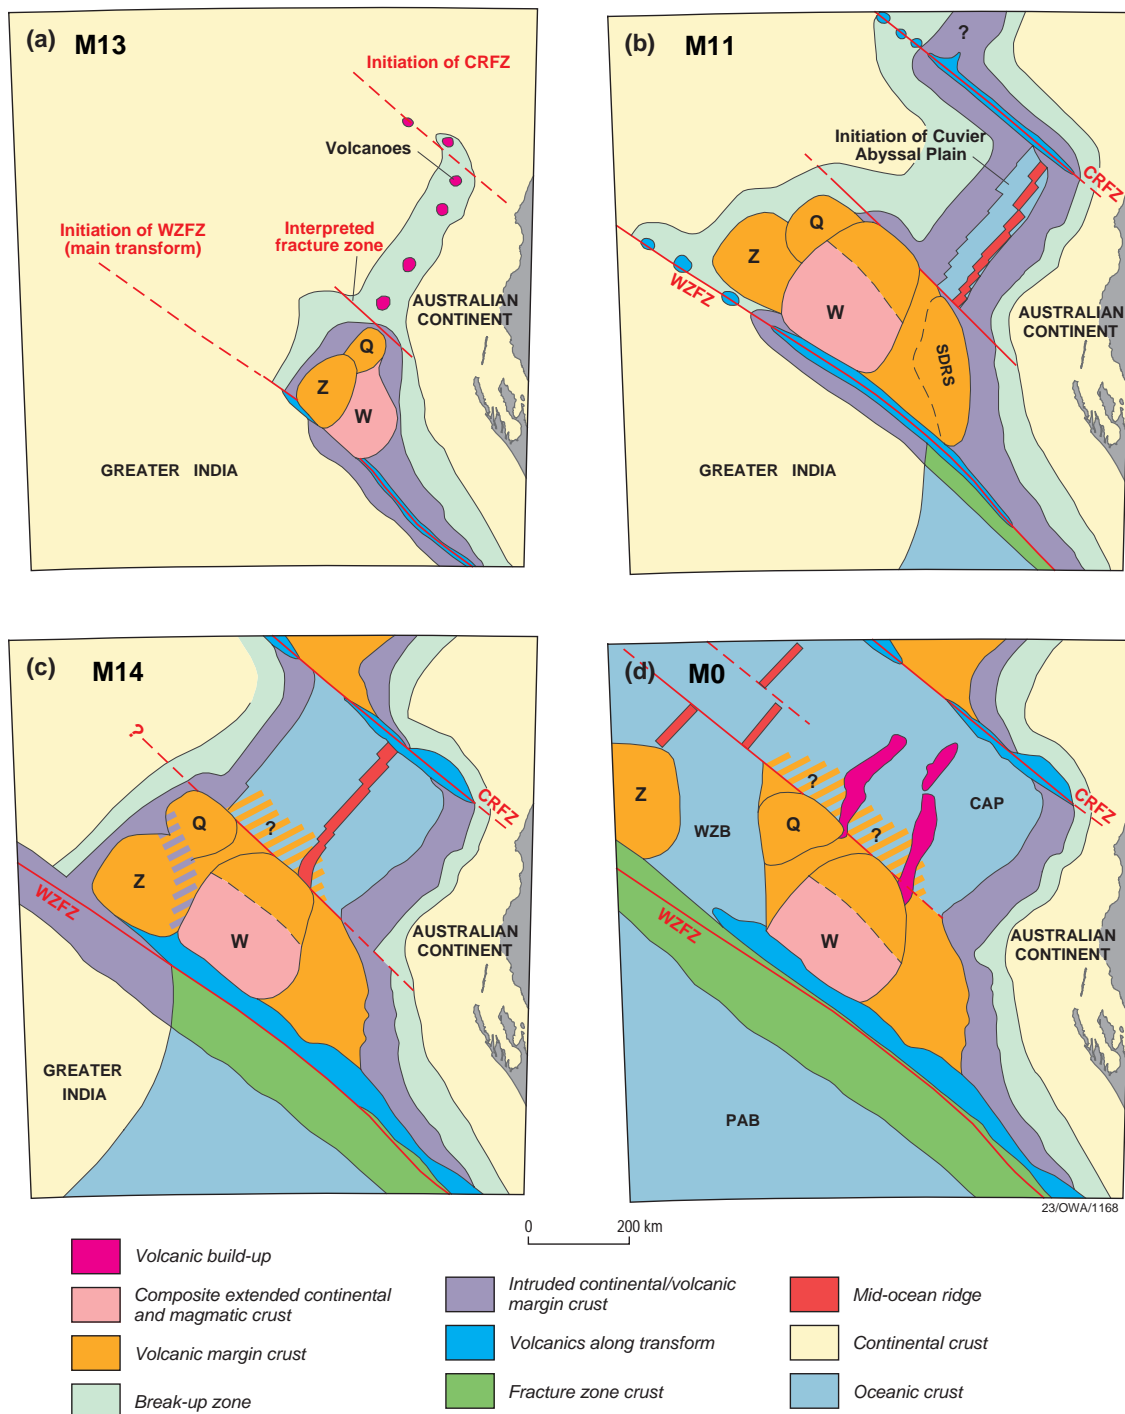 (a) M13
Initiation of CRFZ
Volcanoes
Initiation of WZFZ
(main transform)
Interpreted
fracture zone
AUSTRALIAN
CONTINENT
Q
Z
W
GREATER INDIA
(b) M11
?
Initiation of Cuvier
Abyssal Plain
CRFZ
Q
Z
WZFZ
W
AUSTRALIAN
CONTINENT
SDRS
GREATER INDIA
(c) M14
?
CRFZ
Q
?
Z
WZFZ
W
AUSTRALIAN
CONTINENT
GREATER
INDIA
(d) M0
?
Z
CAP
CRFZ
Q
WZB
?
WZFZ
W
AUSTRALIAN
CONTINENT
PAB
23/OWA/1168
0 200 km
Volcanic build-up
Composite extended continental
and magmatic crust
Volcanic margin crust
Break-up zone
Intruded continental/volcanic
margin crust
Volcanics along transform
Fracture zone crust
Mid-ocean ridge
Continental crust
Oceanic crust